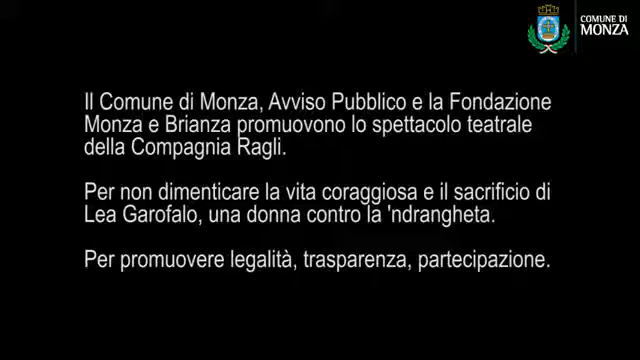 COMUNE DI
MONZA
Il Comune di Monza, Avviso Pubblico e la Fondazione
Monza e Brianza promuovono lo spettacolo teatrale
della Compagnia Ragli.
Per non dimenticare la vita coraggiosa e il sacrificio di
Lea Garofalo, una donna contro la 'ndrangheta.
Per promuovere legalità, trasparenza, partecipazione.